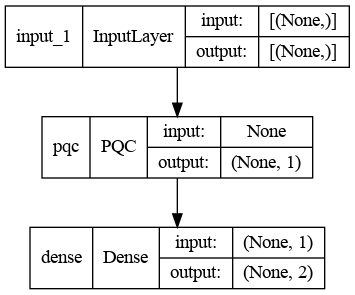 input_1 InputLayer input: [(None,)]
output: [(None,)]
pqc PQC input: None
output: (None, 1)
dense Dense input: (None, 1)
output: (None, 2)